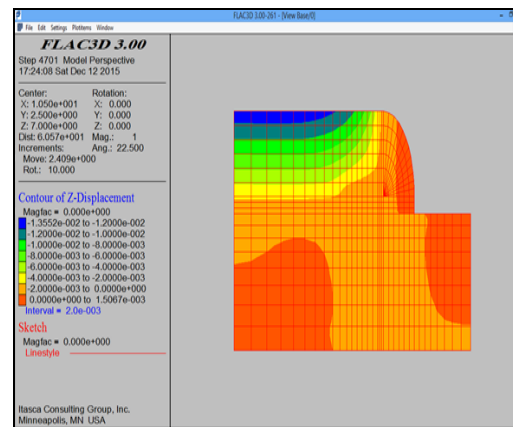 FLAC3D 3.00-261 - [View Base/0]
File Edit Settings Plotitems Window
FLAC3D 3.00
Step 4701 Model Perspective
17:24:08 Sat Dec 12 2015
Center: Rotation:
X: 1.050e+001 X: 0.000
Y: 2.500e+000 Y: 0.000
Z: 7.000e+000 Z: 0.000
Dist: 6.057e+001 Mag.: 1
Increments: Ang.: 22.500
Move: 2.409e+000
Rot.: 10.000
Contour of Z-Displacement
Magfac = 0.000e+000
-1.3552e-002 to -1.2000e-002
-1.2000e-002 to -1.0000e-002
-1.0000e-002 to -8.0000e-003
-8.0000e-003 to -6.0000e-003
-6.0000e-003 to -4.0000e-003
-4.0000e-003 to -2.0000e-003
-2.0000e-003 to 0.0000e+000
0.0000e+000 to 1.5067e-003
Interval = 2.0e-003
Sketch
Magfac = 0.000e+000
Linestyle
Itasca Consulting Group, Inc.
Minneapolis, MN USA